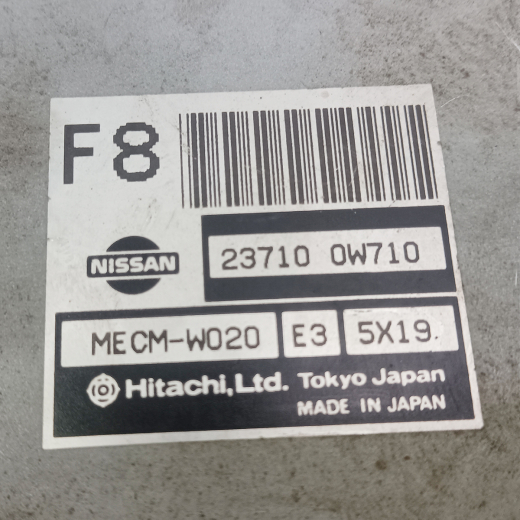 F8
NISSAN
23710 0W710
MECM-W020 E3 5X19.
Hitachi,Ltd. Tokyo Japan
MADE IN JAPAN